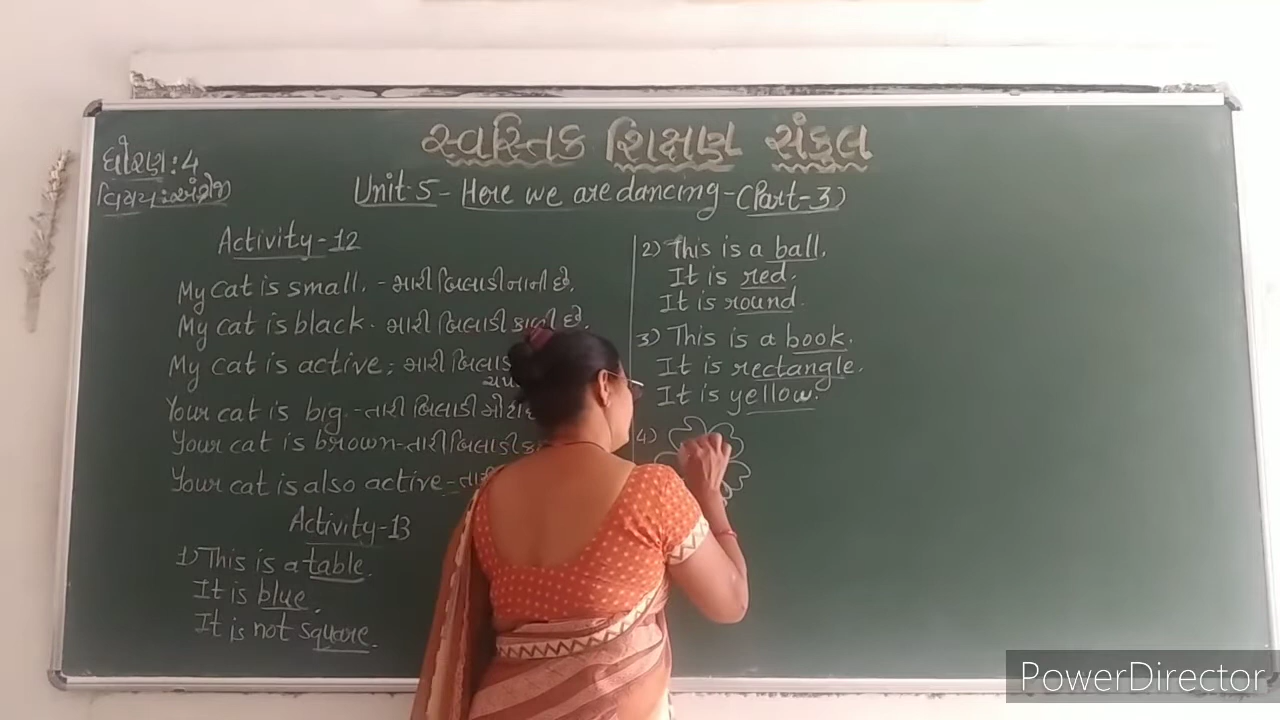 સ્વસ્તિક શિક્ષણ સંકુલ
ધોરણ : 4
વિષય : અંગ્રેજી
Unit-5 - Here we are dancing - (Part-3)
Activity-12
My cat is small. - મારી બિલાડી નાની છે.
My cat is black. મારી બિલાડી કાળી છે.
My cat is active; મારી બિલાડી
Your cat is big. - તારી બિલાડી મોટી
Your cat is brown - તારી બિલાડી
Your cat is also active - તારી
Activity-13
1) This is a table.
It is blue.
It is not square.
2) This is a ball.
It is red.
It is round.
3) This is a book.
It is rectangle.
It is yellow.
4)
PowerDirector